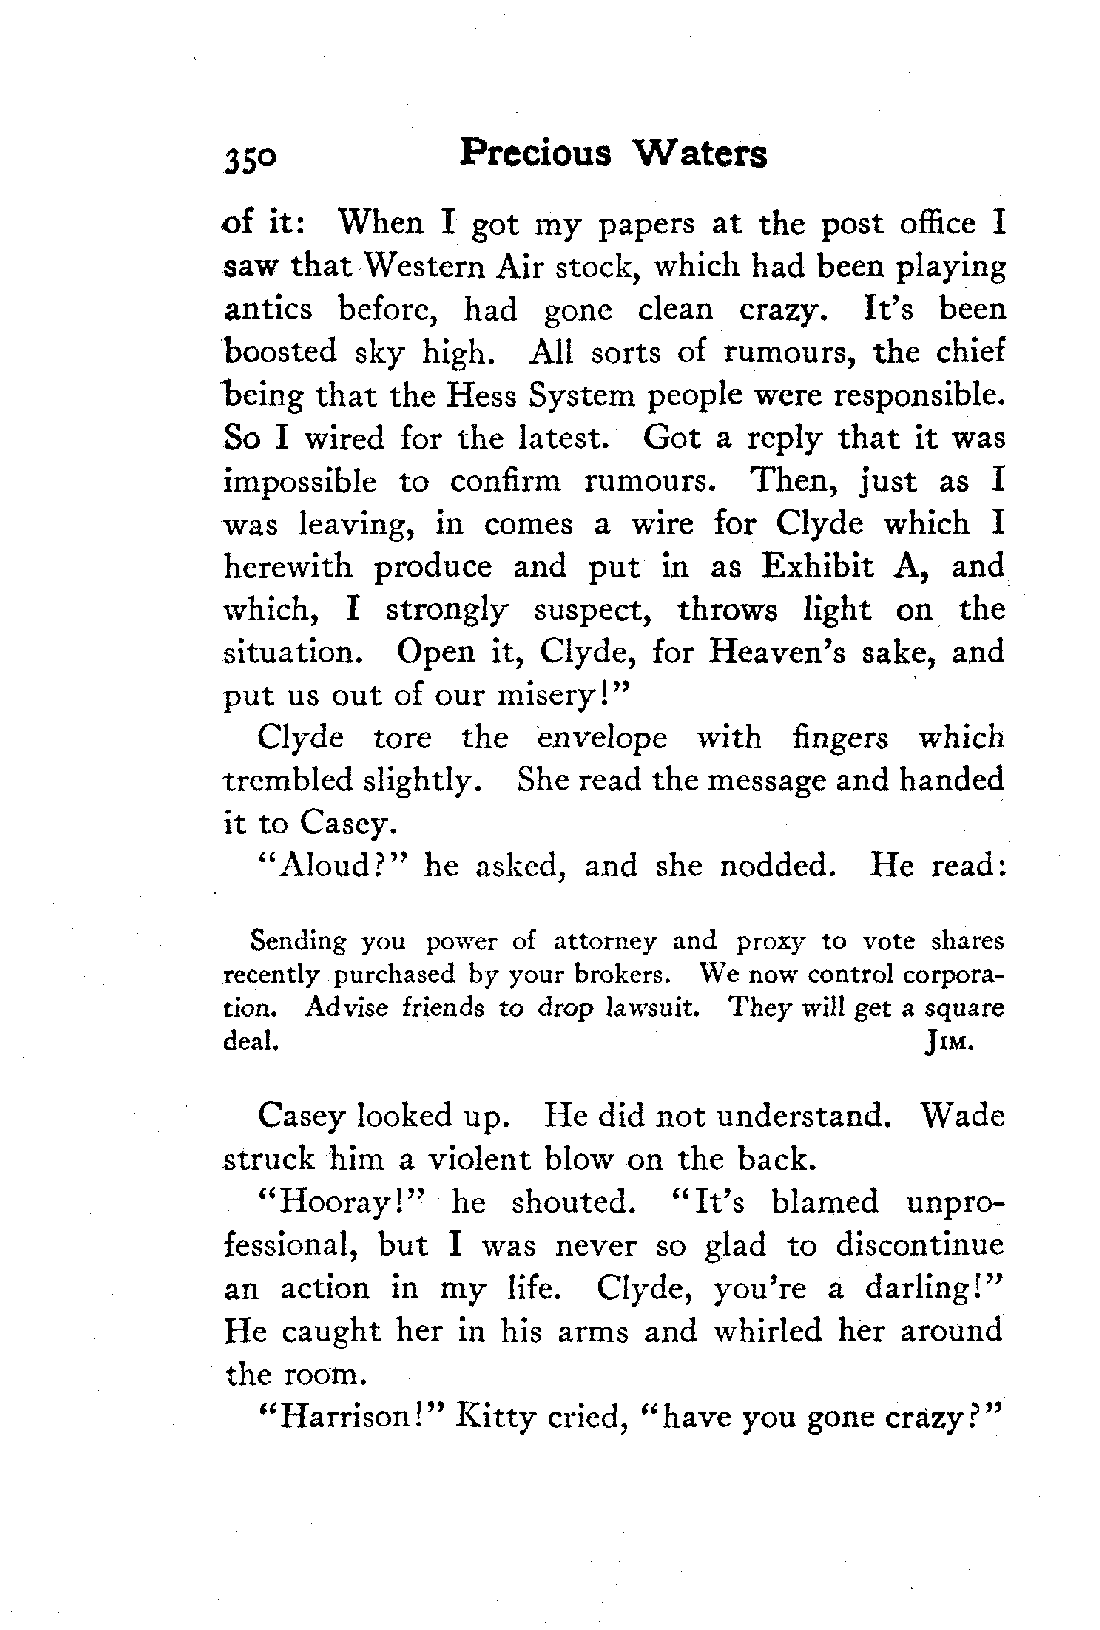 350 Precious Waters
of it: When I got my papers at the post office I
saw that Western Air stock, which had been playing
antics before, had gone clean crazy. It's been
boosted sky high. All sorts of rumours, the chief
being that the Hess System people were responsible.
So I wired for the latest. Got a reply that it was
impossible to confirm rumours. Then, just as I
was leaving, in comes a wire for Clyde which I
herewith produce and put in as Exhibit A, and
which, I strongly suspect, throws light on the
situation. Open it, Clyde, for Heaven's sake, and
put us out of our misery!"
Clyde tore the envelope with fingers which
trembled slightly. She read the message and handed
it to Casey.
"Aloud?" he asked, and she nodded. He read:
Sending you power of attorney and proxy to vote shares
recently purchased by your brokers. We now control corpora-
tion. Advise friends to drop lawsuit. They will get a square
deal. JIM.
Casey looked up. He did not understand. Wade
struck him a violent blow on the back.
"Hooray!" he shouted. "It's blamed unpro-
fessional, but I was never so glad to discontinue
an action in my life. Clyde, you're a darling!"
He caught her in his arms and whirled her around
the room.
"Harrison!" Kitty cried, "have you gone crazy?"